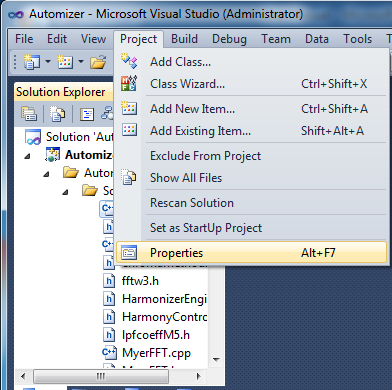 Automizer - Microsoft Visual Studio (Administrator)
File Edit View Project Build Debug Team Data Tools
Solution Explorer
Add Class...
Class Wizard... Ctrl+Shift+X
Add New Item... Ctrl+Shift+A
Add Existing Item... Shift+Alt+A
Exclude From Project
Show All Files
Rescan Solution
Set as StartUp Project
Properties Alt+F7
Solution 'Aut
Automize
Autor
So
fftw3.h
HarmonizerEngi
HarmonyContro
lpfcoeffM5.h
MyerFFT.cpp